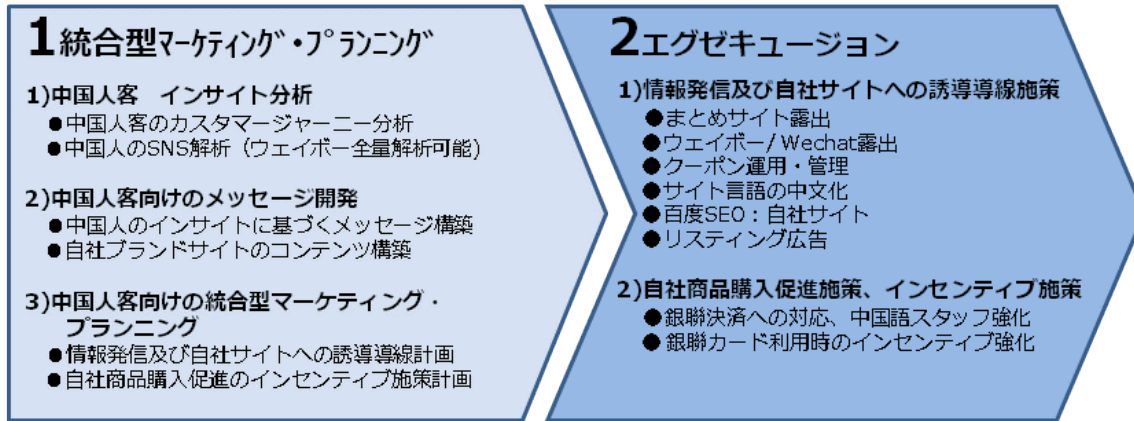 1統合型ﾏｰｹﾃｨﾝｸﾞ・ﾌﾟﾗﾝﾆﾝｸﾞ
1)中国人客　インサイト分析
●中国人客のカスタマージャーニー分析
●中国人のSNS解析（ウェイボー全量解析可能）
2)中国人客向けのメッセージ開発
●中国人のインサイトに基づくメッセージ構築
●自社ブランドサイトのコンテンツ構築
3)中国人客向けの統合型マーケティング・
プランニング
●情報発信及び自社サイトへの誘導導線計画
●自社商品購入促進のインセンティブ施策計画
2エグゼキュージョン
1)情報発信及び自社サイトへの誘導導線施策
●まとめサイト露出
●ウェイボー/ Wechat露出
●クーポン運用・管理
●サイト言語の中文化
●百度SEO：自社サイト
●リスティング広告
2)自社商品購入促進施策、インセンティブ施策
●銀聯決済への対応、中国語スタッフ強化
●銀聯カード利用時のインセンティブ強化